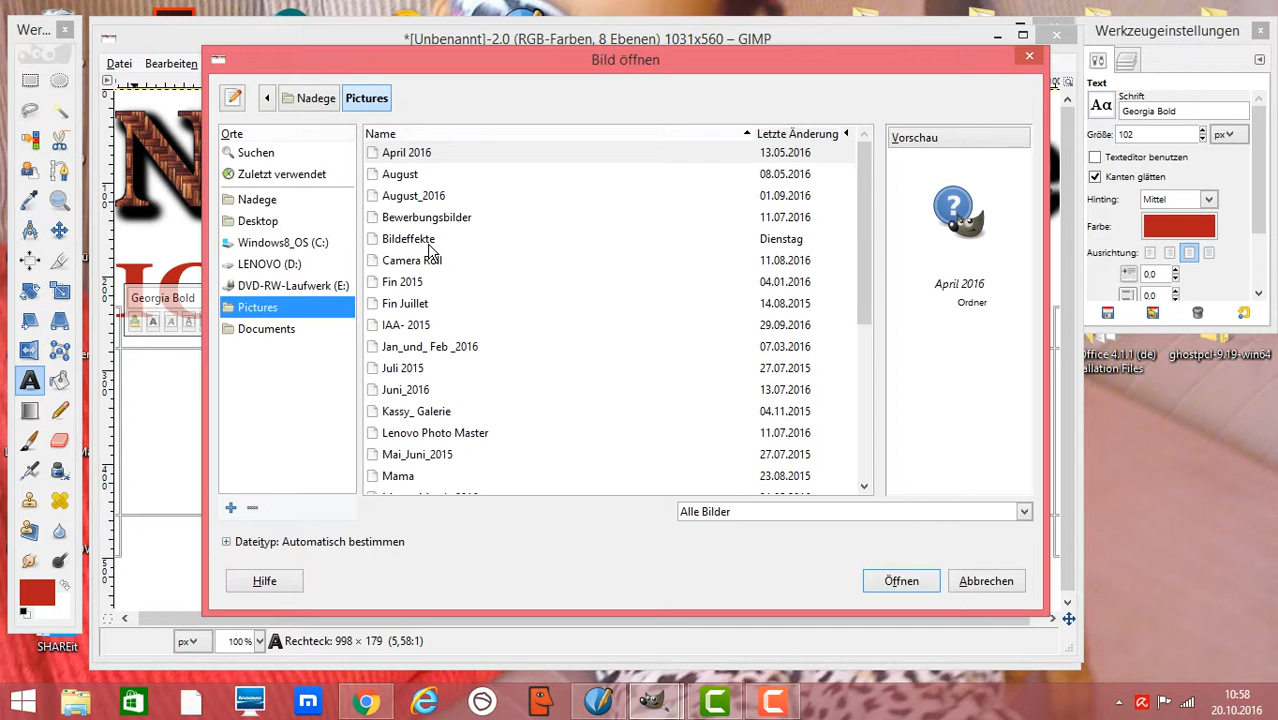 *[Unbenannt]-2.0 (RGB-Farben, 8 Ebenen) 1031x560 – GIMP
Wer...
Werkzeugeinstellungen
Datei
Bearbeiten
Bild öffnen
Nadege
Pictures
Orte
Suchen
Zuletzt verwendet
Nadege
Desktop
Windows8_OS (C:)
LENOVO (D:)
DVD-RW-Laufwerk (E:)
Pictures
Documents
Name
Letzte Änderung
April 2016
13.05.2016
August
08.05.2016
August_2016
01.09.2016
Bewerbungsbilder
11.07.2016
Bildeffekte
Dienstag
Camera Roll
11.08.2016
Fin 2015
04.01.2016
Fin Juillet
14.08.2015
IAA- 2015
29.09.2016
Jan_und_ Feb _2016
07.03.2016
Juli 2015
27.07.2015
Juni_2016
13.07.2016
Kassy_ Galerie
04.11.2015
Lenovo Photo Master
11.07.2016
Mai_Juni_2015
27.07.2015
Mama
23.08.2015
Vorschau
April 2016
Ordner
Alle Bilder
Dateityp: Automatisch bestimmen
Hilfe
Öffnen
Abbrechen
Text
Schrift
Aα
Georgia Bold
Größe:
102
px
Texteditor benutzen
Kanten glätten
Hinting:
Mittel
Farbe:
Ausrichtung:
0,0
0,0
Georgia Bold
Office 4.1.1 (de)
allation Files
ghostpcl-9.19-win64
px
100 %
Rechteck: 998 × 179 (5,58:1)
SHAREit
10:58
20.10.2016